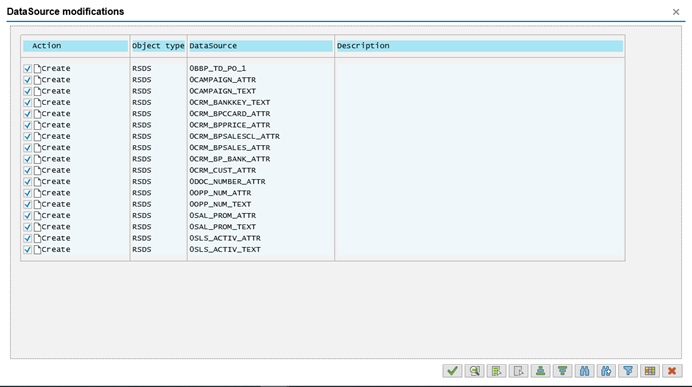 DataSource modifications
Action Object type DataSource Description
Create RSDS 0BBP_TD_PO_1
Create RSDS 0CAMPAIGN_ATTR
Create RSDS 0CAMPAIGN_TEXT
Create RSDS 0CRM_BANKKEY_TEXT
Create RSDS 0CRM_BPCCARD_ATTR
Create RSDS 0CRM_BPPRICE_ATTR
Create RSDS 0CRM_BPSALESCL_ATTR
Create RSDS 0CRM_BPSALES_ATTR
Create RSDS 0CRM_BP_BANK_ATTR
Create RSDS 0CRM_CUST_ATTR
Create RSDS 0DOC_NUMBER_ATTR
Create RSDS 0OPP_NUM_ATTR
Create RSDS 0OPP_NUM_TEXT
Create RSDS 0SAL_PROM_ATTR
Create RSDS 0SAL_PROM_TEXT
Create RSDS 0SLS_ACTIV_ATTR
Create RSDS 0SLS_ACTIV_TEXT